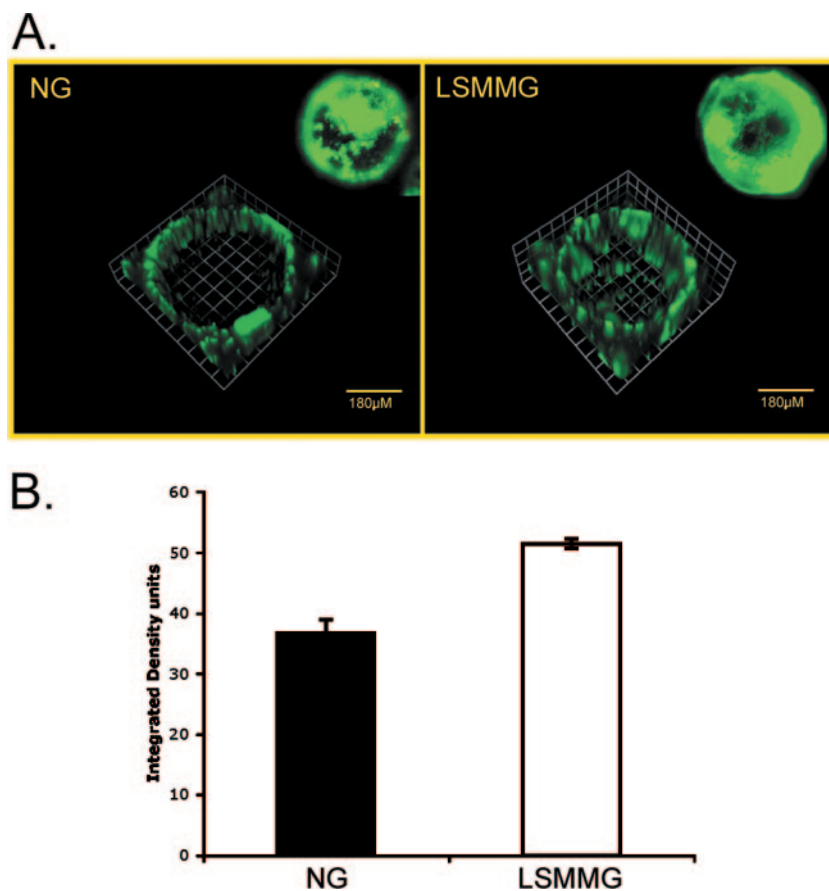 A.
NG
LSMMG
180µM
180µM
B.
60
50
40
30
20
10
0
Integrated Density units
NG
LSMMG